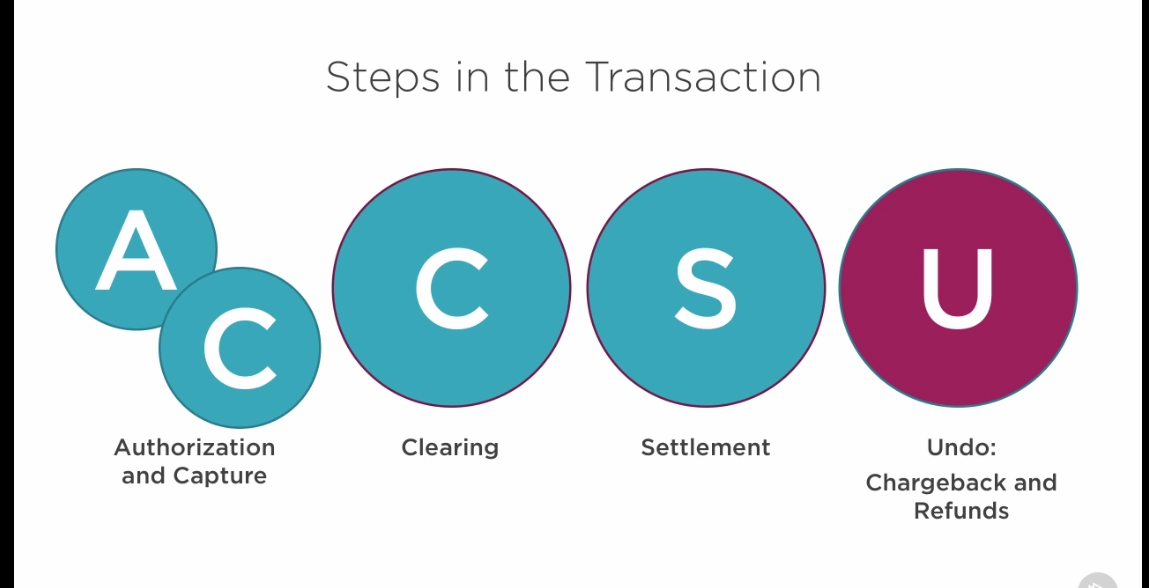 Steps in the Transaction
A
C
C
S
U
Authorization
and Capture
Clearing
Settlement
Undo:
Chargeback and
Refunds